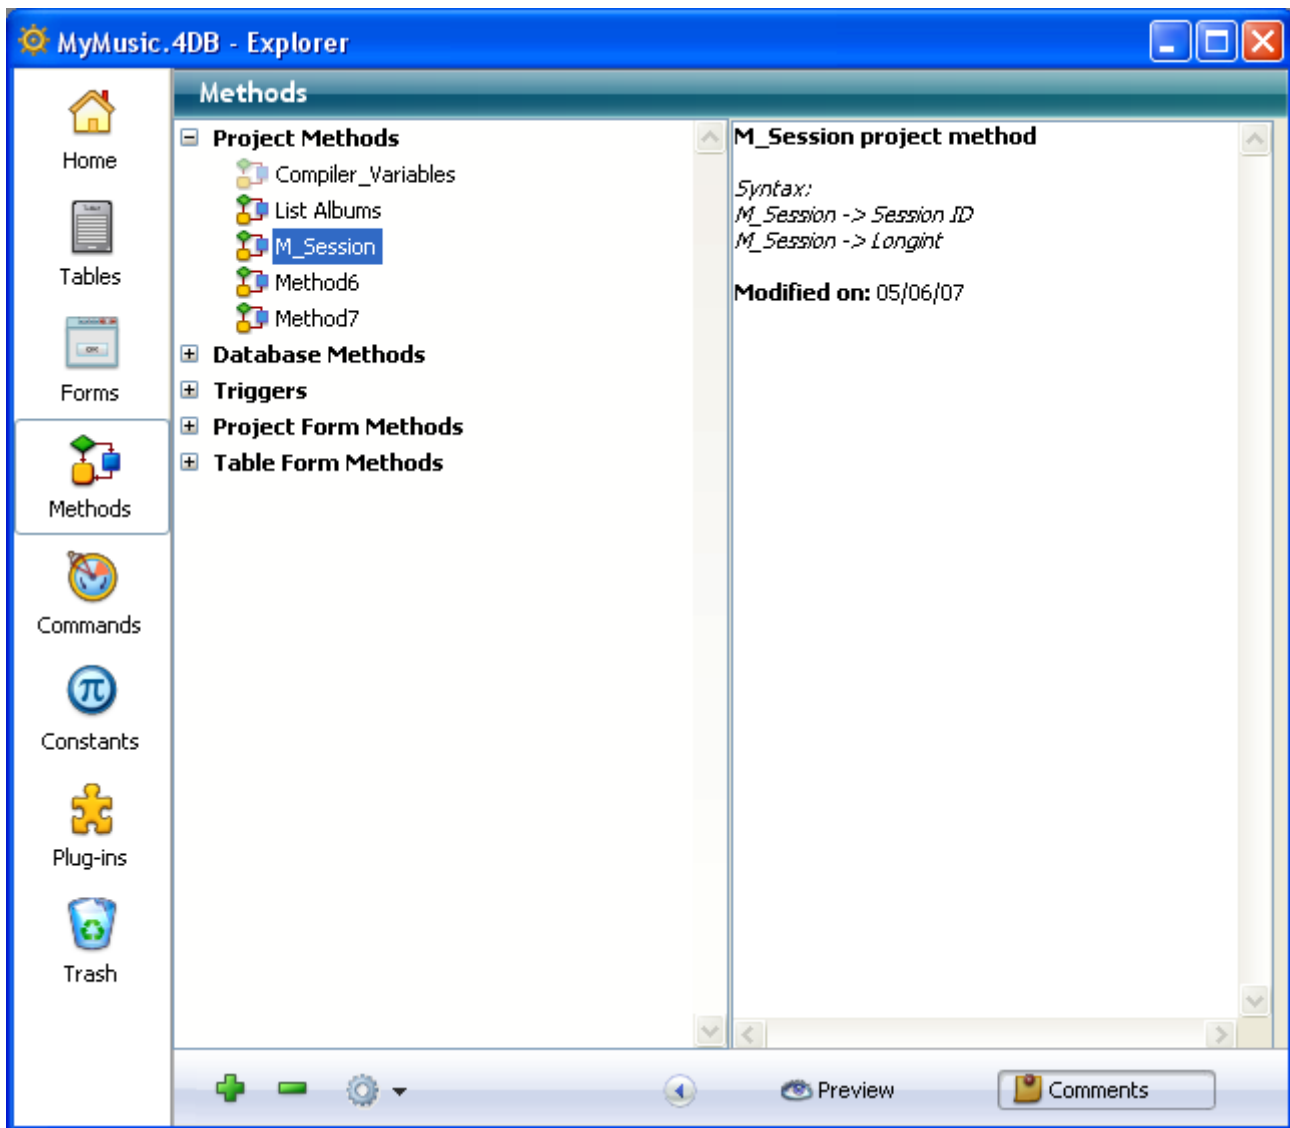 MyMusic.4DB - Explorer
Methods
Home
Tables
Forms
Methods
Commands
Constants
Plug-ins
Trash
Project Methods
Compiler_Variables
List Albums
M_Session
Method6
Method7
Database Methods
Triggers
Project Form Methods
Table Form Methods
M_Session project method
Syntax:
M_Session -> Session ID
M_Session -> Longint
Modified on: 05/06/07
Preview
Comments